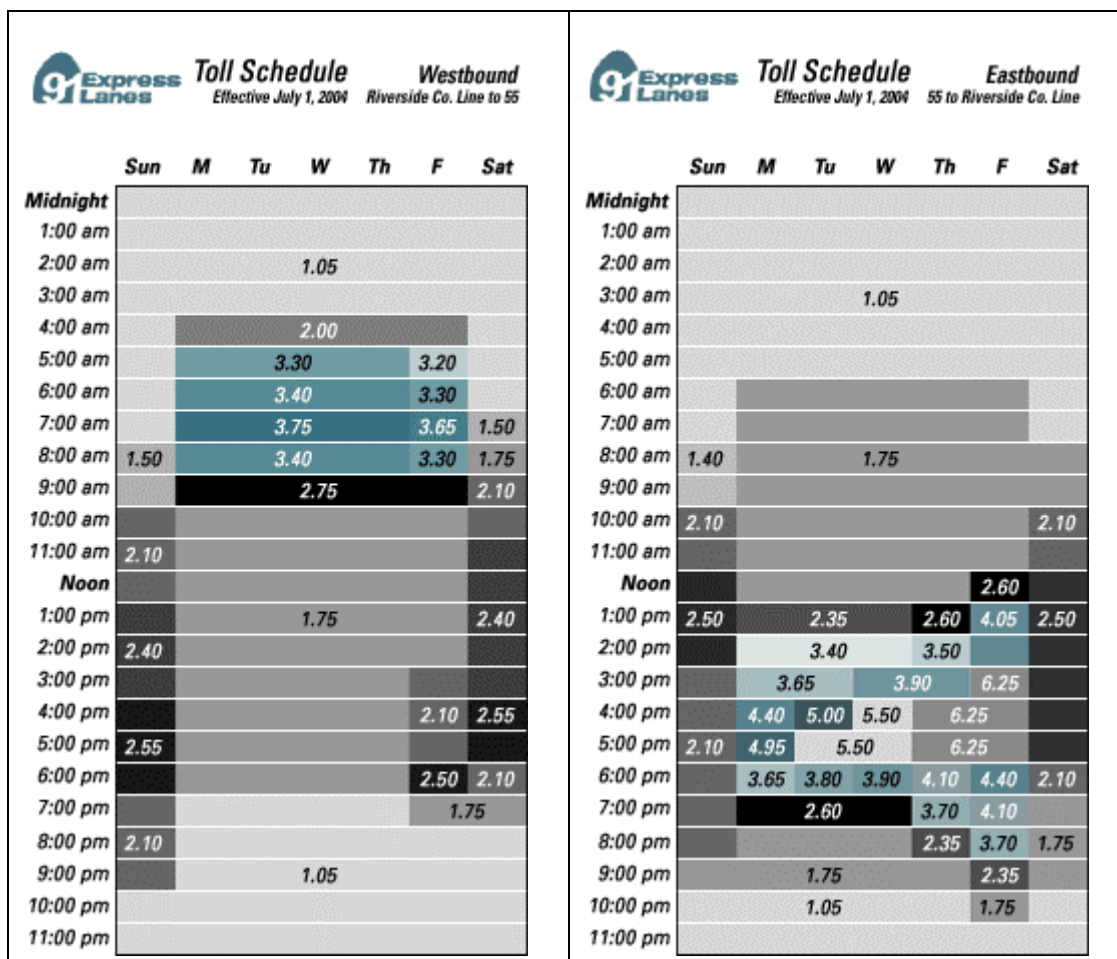 91 Express Lanes Toll Schedule Westbound
Effective July 1, 2004 Riverside Co. Line to 55
Sun M Tu W Th F Sat
Midnight
1:00 am
2:00 am 1.05
3:00 am
4:00 am 2.00
5:00 am 3.30 3.20
6:00 am 3.40 3.30
7:00 am 3.75 3.65 1.50
8:00 am 1.50 3.40 3.30 1.75
9:00 am 2.75 2.10
10:00 am
11:00 am 2.10
Noon
1:00 pm 1.75 2.40
2:00 pm 2.40
3:00 pm
4:00 pm 2.10 2.55
5:00 pm 2.55
6:00 pm 2.50 2.10
7:00 pm 1.75
8:00 pm 2.10
9:00 pm 1.05
10:00 pm
11:00 pm
91 Express Lanes Toll Schedule Eastbound
Effective July 1, 2004 55 to Riverside Co. Line
Sun M Tu W Th F Sat
Midnight
1:00 am
2:00 am
3:00 am 1.05
4:00 am
5:00 am
6:00 am
7:00 am
8:00 am 1.40 1.75
9:00 am
10:00 am 2.10 2.10
11:00 am
Noon 2.60
1:00 pm 2.50 2.35 2.60 4.05 2.50
2:00 pm 3.40 3.50
3:00 pm 3.65 3.90 6.25
4:00 pm 4.40 5.00 5.50 6.25
5:00 pm 2.10 4.95 5.50 6.25
6:00 pm 3.65 3.80 3.90 4.10 4.40 2.10
7:00 pm 2.60 3.70 4.10
8:00 pm 2.35 3.70 1.75
9:00 pm 1.75 2.35
10:00 pm 1.05 1.75
11:00 pm